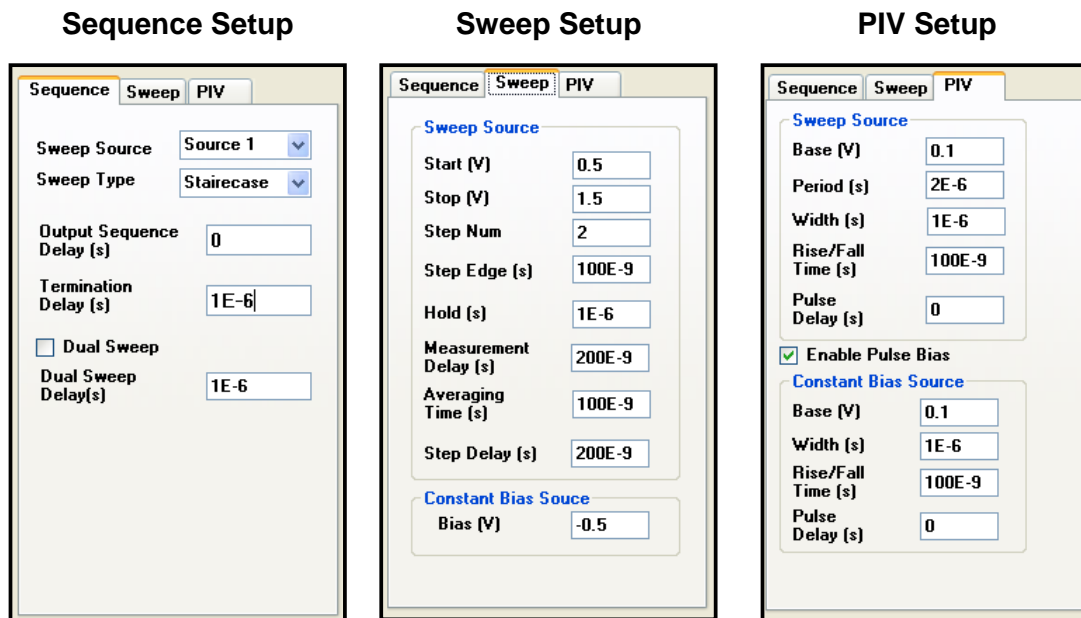 Sequence Setup
Sequence Sweep PIV
Sweep Source Source 1
Sweep Type Stairecase
Output Sequence
Delay (s) 0
Termination
Delay (s) 1E-6
Dual Sweep
Dual Sweep
Delay(s) 1E-6
Sweep Setup
Sequence Sweep PIV
Sweep Source
Start (V) 0.5
Stop (V) 1.5
Step Num 2
Step Edge (s) 100E-9
Hold (s) 1E-6
Measurement
Delay (s) 200E-9
Averaging
Time (s) 100E-9
Step Delay (s) 200E-9
Constant Bias Souce
Bias (V) -0.5
PIV Setup
Sequence Sweep PIV
Sweep Source
Base (V) 0.1
Period (s) 2E-6
Width (s) 1E-6
Rise/Fall
Time (s) 100E-9
Pulse
Delay (s) 0
Enable Pulse Bias
Constant Bias Source
Base (V) 0.1
Width (s) 1E-6
Rise/Fall
Time (s) 100E-9
Pulse
Delay (s) 0